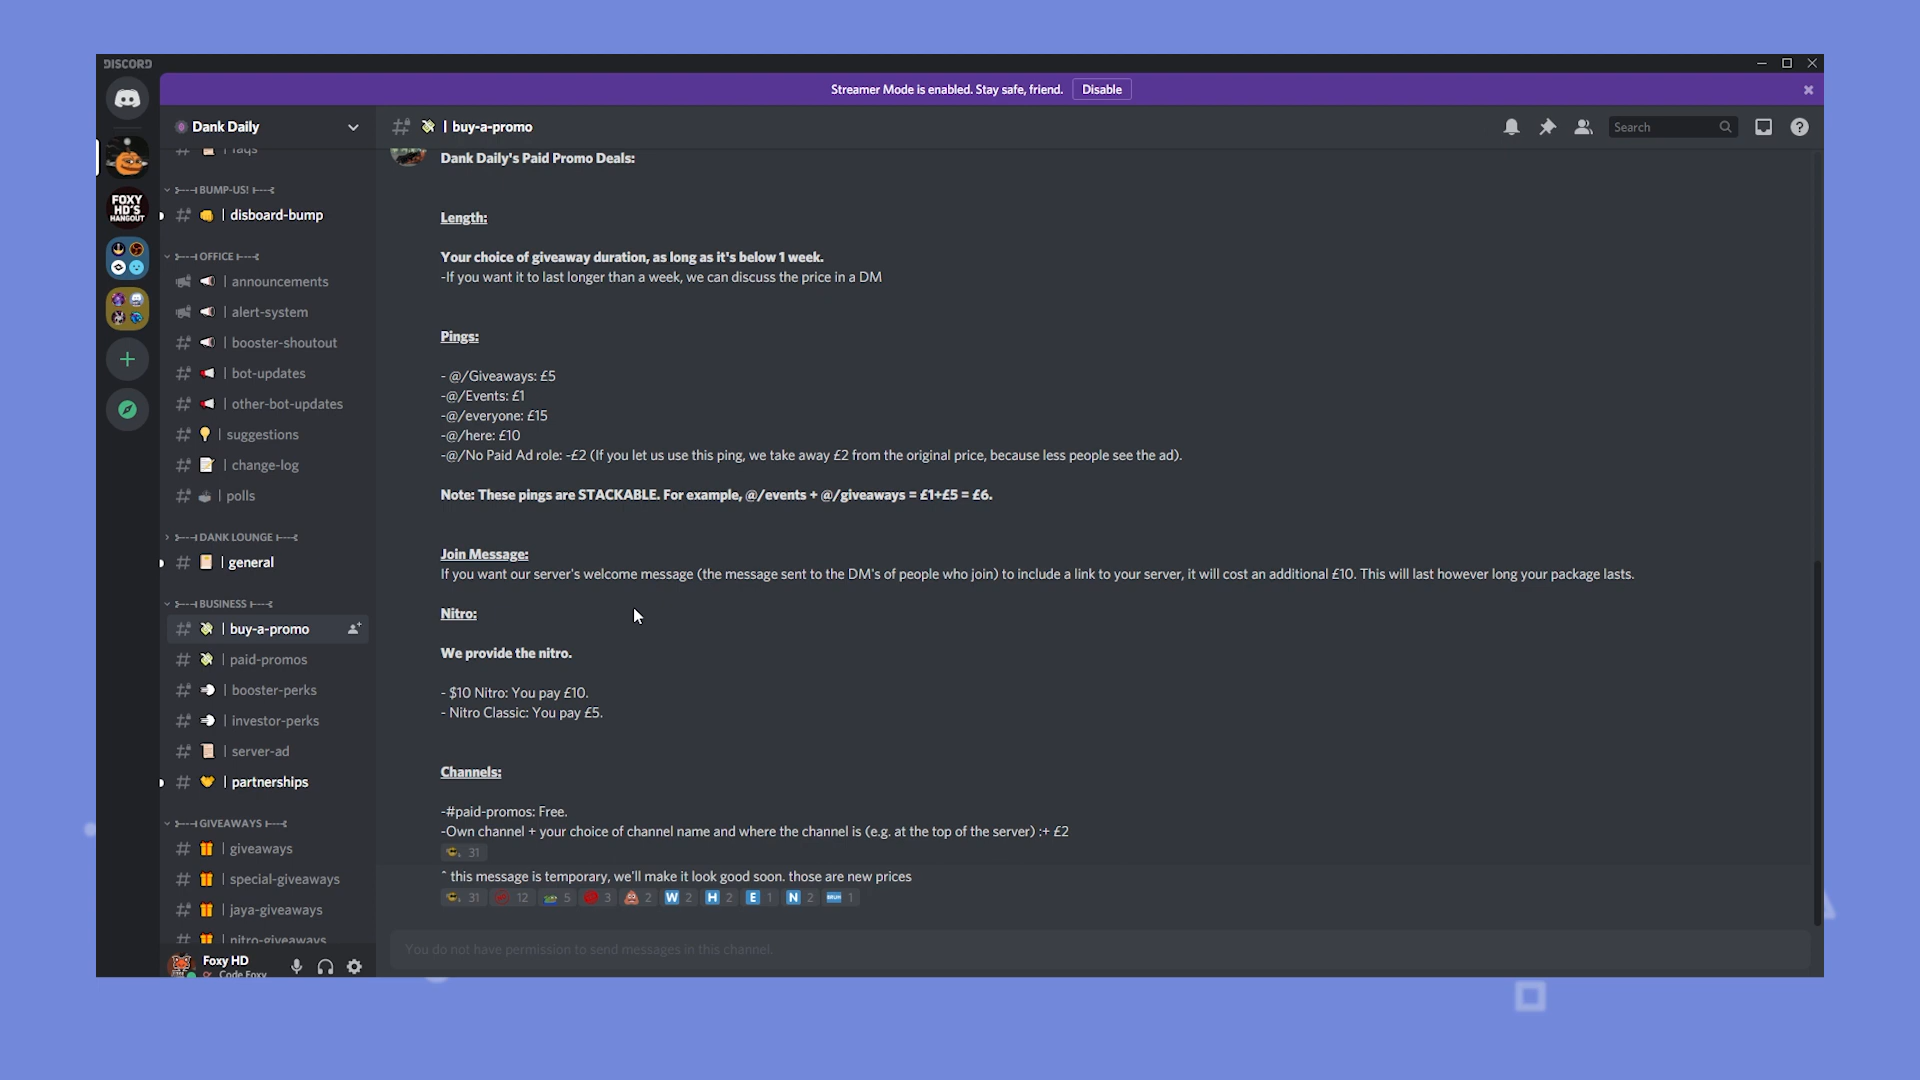 DISCORD
Streamer Mode is enabled. Stay safe, friend.
Disable
Dank Daily
| buy-a-promo
Search
FOXY
HD'S
HANGOUT
| faqs
BUMP-US!
| disboard-bump
OFFICE
| announcements
| alert-system
| booster-shoutout
| bot-updates
| other-bot-updates
| suggestions
| change-log
| polls
DANK LOUNGE
| general
BUSINESS
| buy-a-promo
| paid-promos
| booster-perks
| investor-perks
| server-ad
| partnerships
GIVEAWAYS
| giveaways
| special-giveaways
| jaya-giveaways
| nitro-giveaways
Foxy HD
Code Foxy
Dank Daily's Paid Promo Deals:
Length:
Your choice of giveaway duration, as long as it's below 1 week.
-If you want it to last longer than a week, we can discuss the price in a DM
Pings:
- @/Giveaways: £5
-@/Events: £1
-@/everyone: £15
-@/here: £10
-@/No Paid Ad role: -£2 (If you let us use this ping, we take away £2 from the original price, because less people see the ad).
Note: These pings are STACKABLE. For example, @/events + @/giveaways = £1+£5 = £6.
Join Message:
If you want our server's welcome message (the message sent to the DM's of people who join) to include a link to your server, it will cost an additional £10. This will last however long your package lasts.
Nitro:
We provide the nitro.
- $10 Nitro: You pay £10.
- Nitro Classic: You pay £5.
Channels:
-#paid-promos: Free.
-Own channel + your choice of channel name and where the channel is (e.g. at the top of the server) :+ £2
31
^ this message is temporary, we'll make it look good soon. those are new prices
31 12 5 3 2 W 2 H 2 E 1 N 2 BRUH 1
You do not have permission to send messages in this channel.